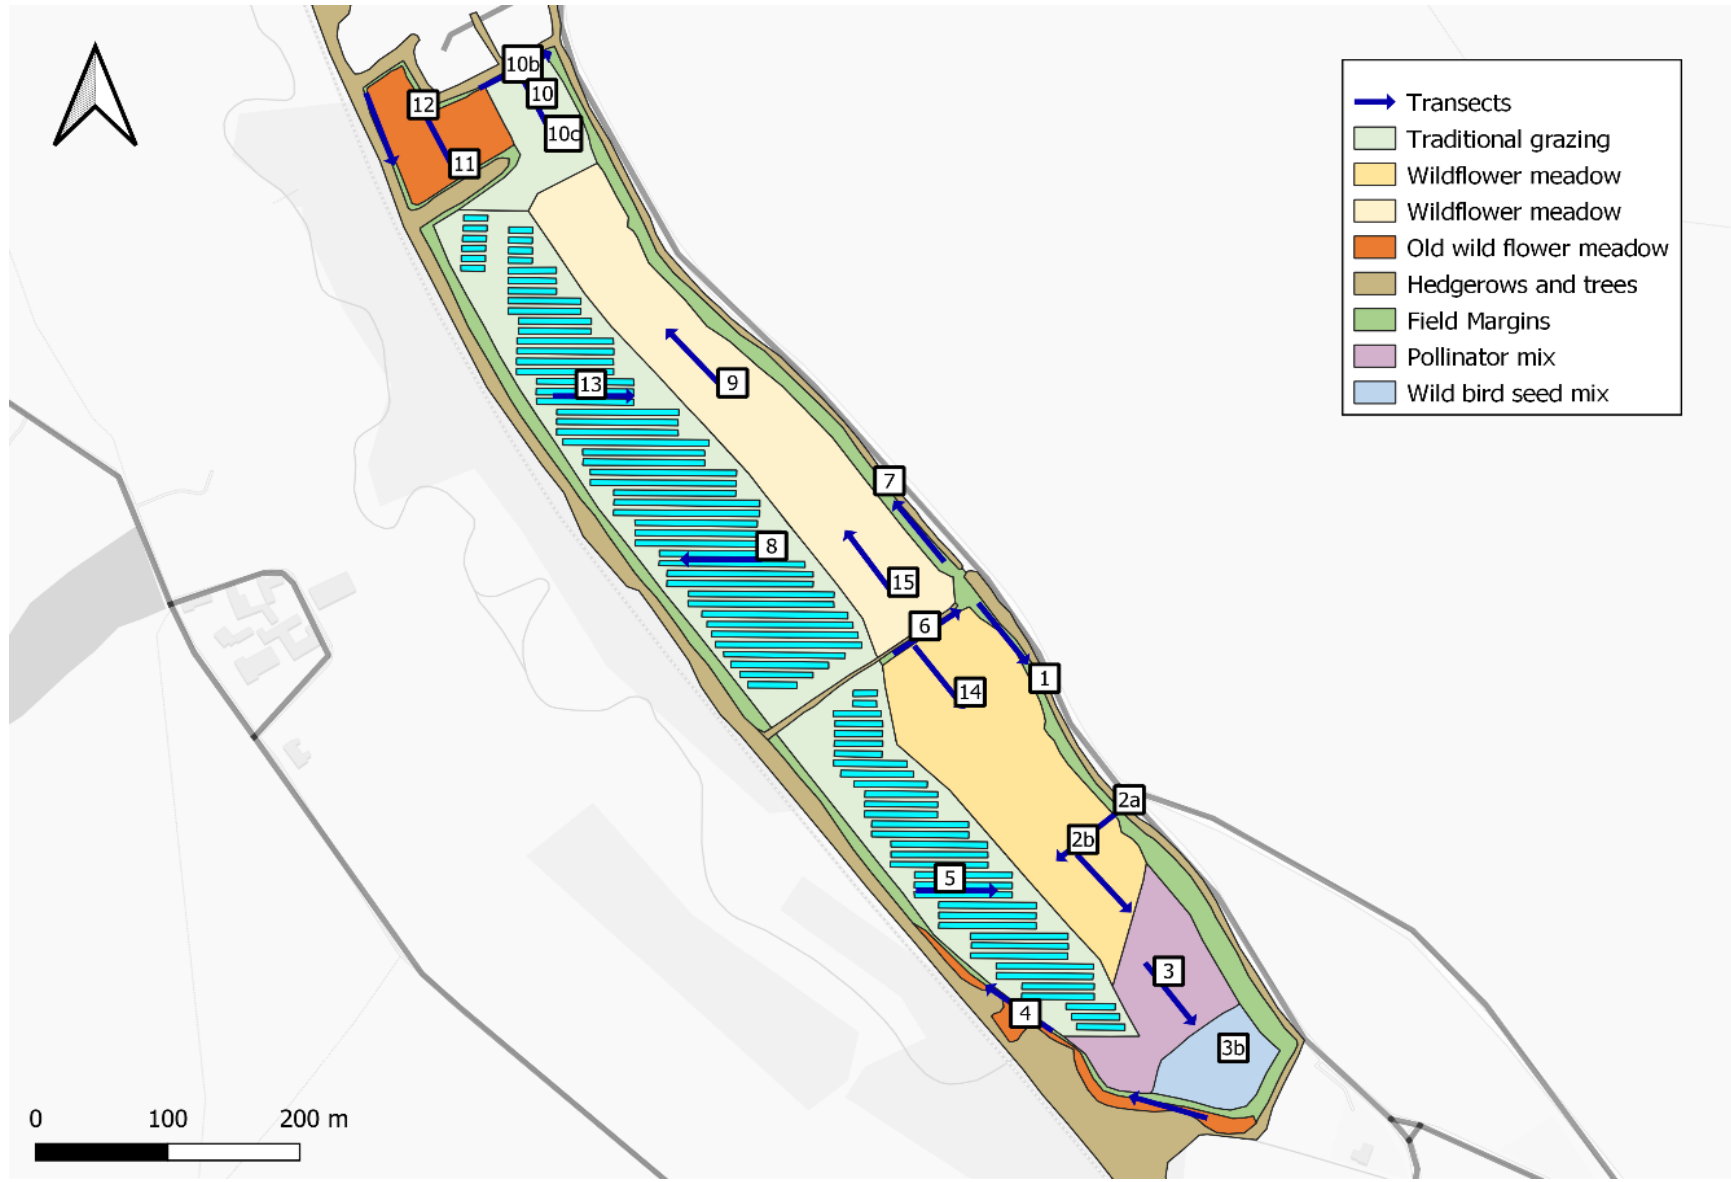 10b
10
12
10c
11
Transects
Traditional grazing
Wildflower meadow
Wildflower meadow
Old wild flower meadow
Hedgerows and trees
Field Margins
Pollinator mix
Wild bird seed mix
13
9
7
8
15
6
1
14
2a
2b
5
3
4
3b
0 100 200 m